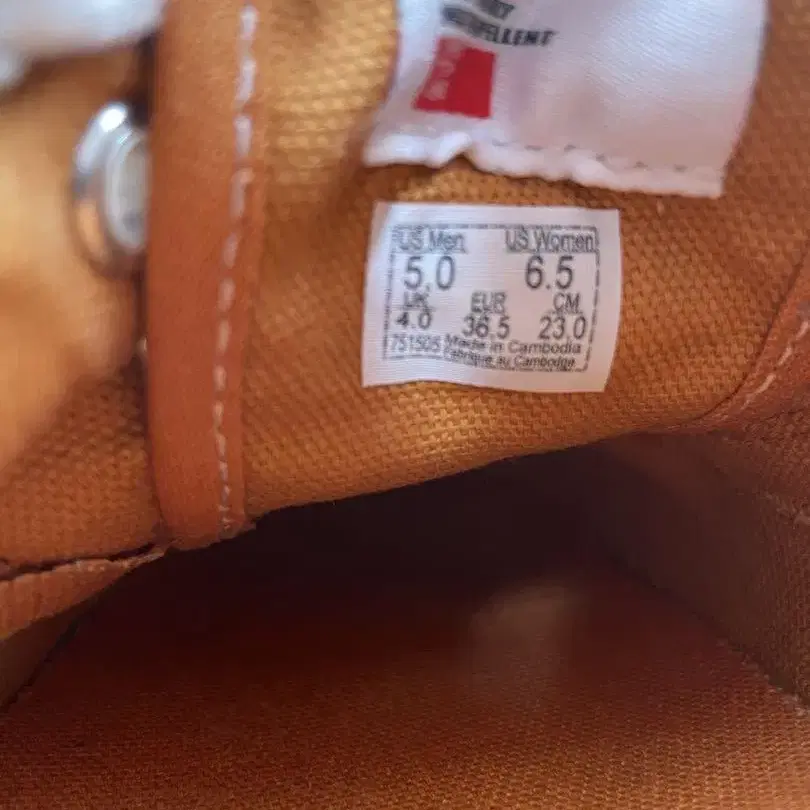 US Men US Women
5.0 6.5
UK EUR CM
4.0 36.5 23.0
751505 Made in Cambodia
Fabriqué au Cambodge